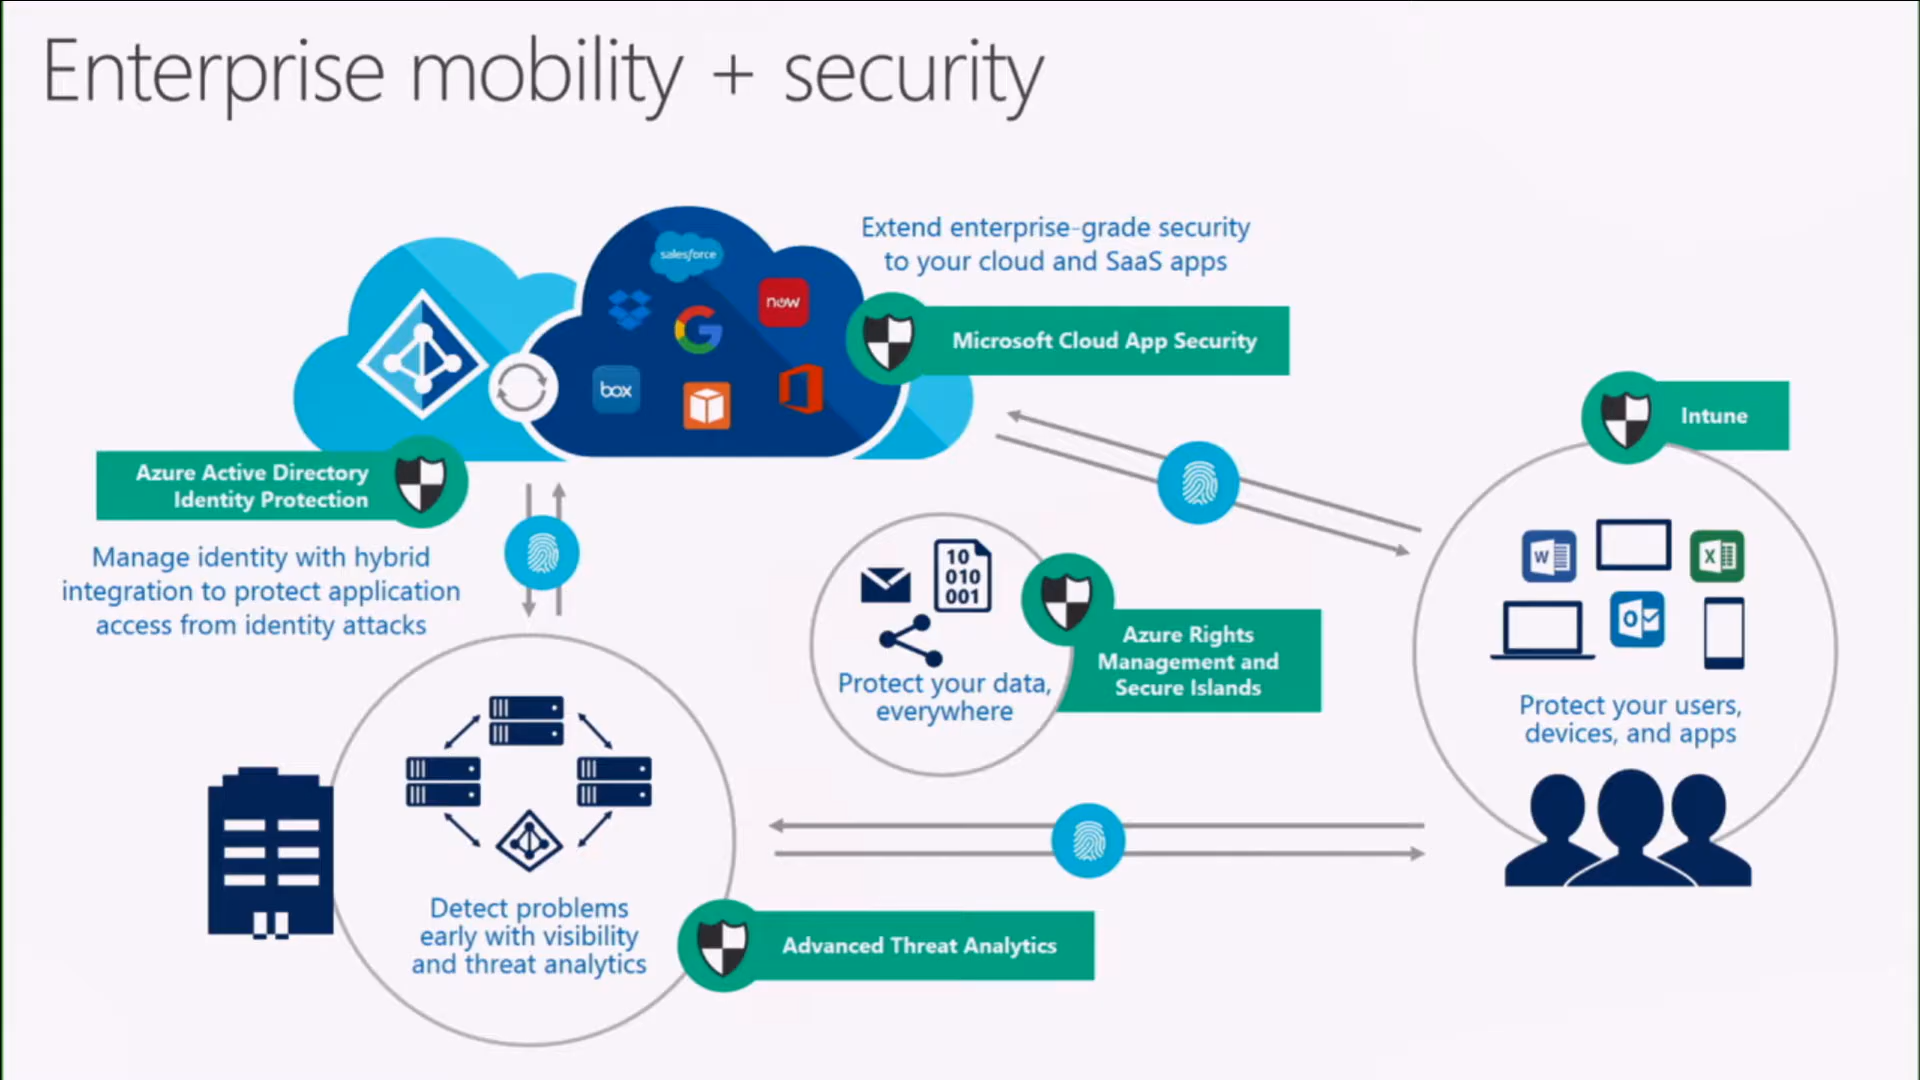 Enterprise mobility + security
Extend enterprise-grade security
to your cloud and SaaS apps
salesforce
now
box
Microsoft Cloud App Security
Intune
Azure Active Directory
Identity Protection
Manage identity with hybrid
integration to protect application
access from identity attacks
10
010
001
Azure Rights
Management and
Secure Islands
Protect your data,
everywhere
W
X
O
Protect your users,
devices, and apps
Detect problems
early with visibility
and threat analytics
Advanced Threat Analytics